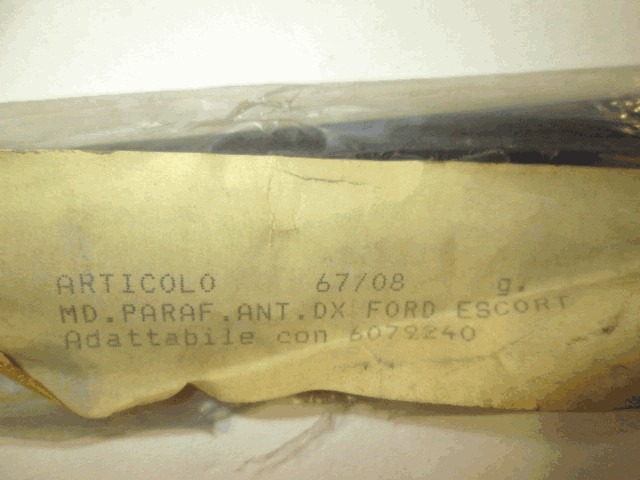 ARTICOLO 67/08 g.
MD.PARAF.ANT.DX FORD ESCORT
Adattabile con 6079240